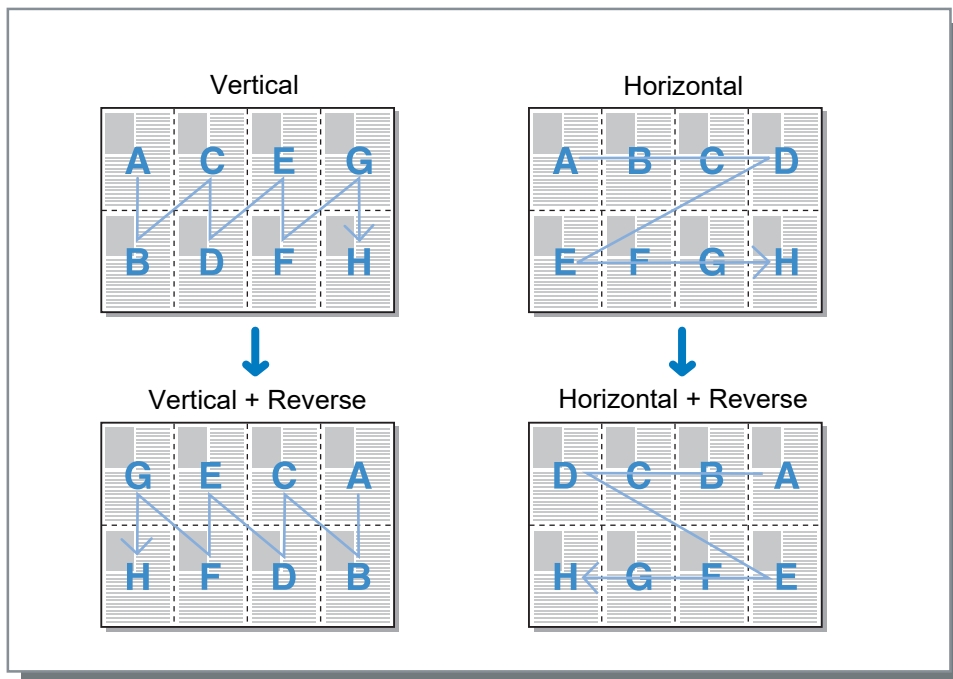 Vertical
A C E G
B D F H
Horizontal
A B C D
E F G H
Vertical + Reverse
G E C A
H F D B
Horizontal + Reverse
D C B A
H G F E